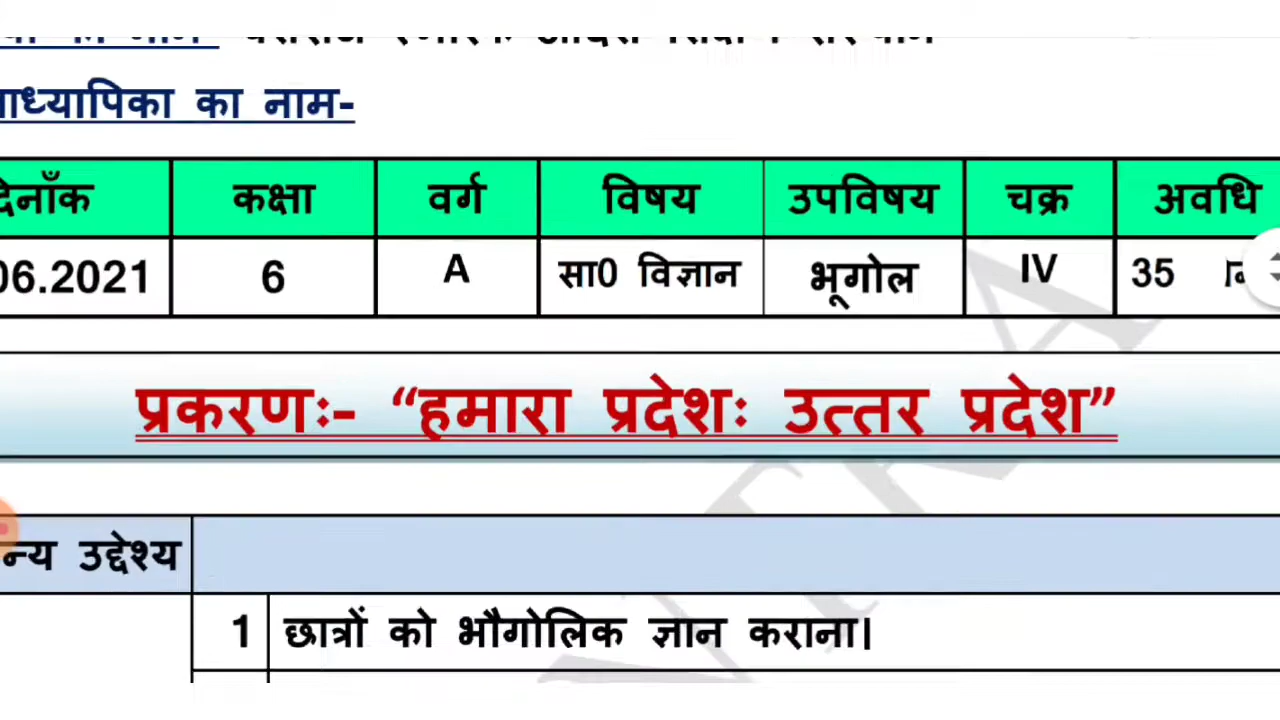 का नाम-
दिनाँक कक्षा वर्ग विषय उपविषय चक्र अवधि
06.2021 6 A सा0 विज्ञान भूगोल IV 35
प्रकरणः- “हमारा प्रदेशः उत्तर प्रदेश”
उद्देश्य
1 छात्रों को भौगोलिक ज्ञान कराना।